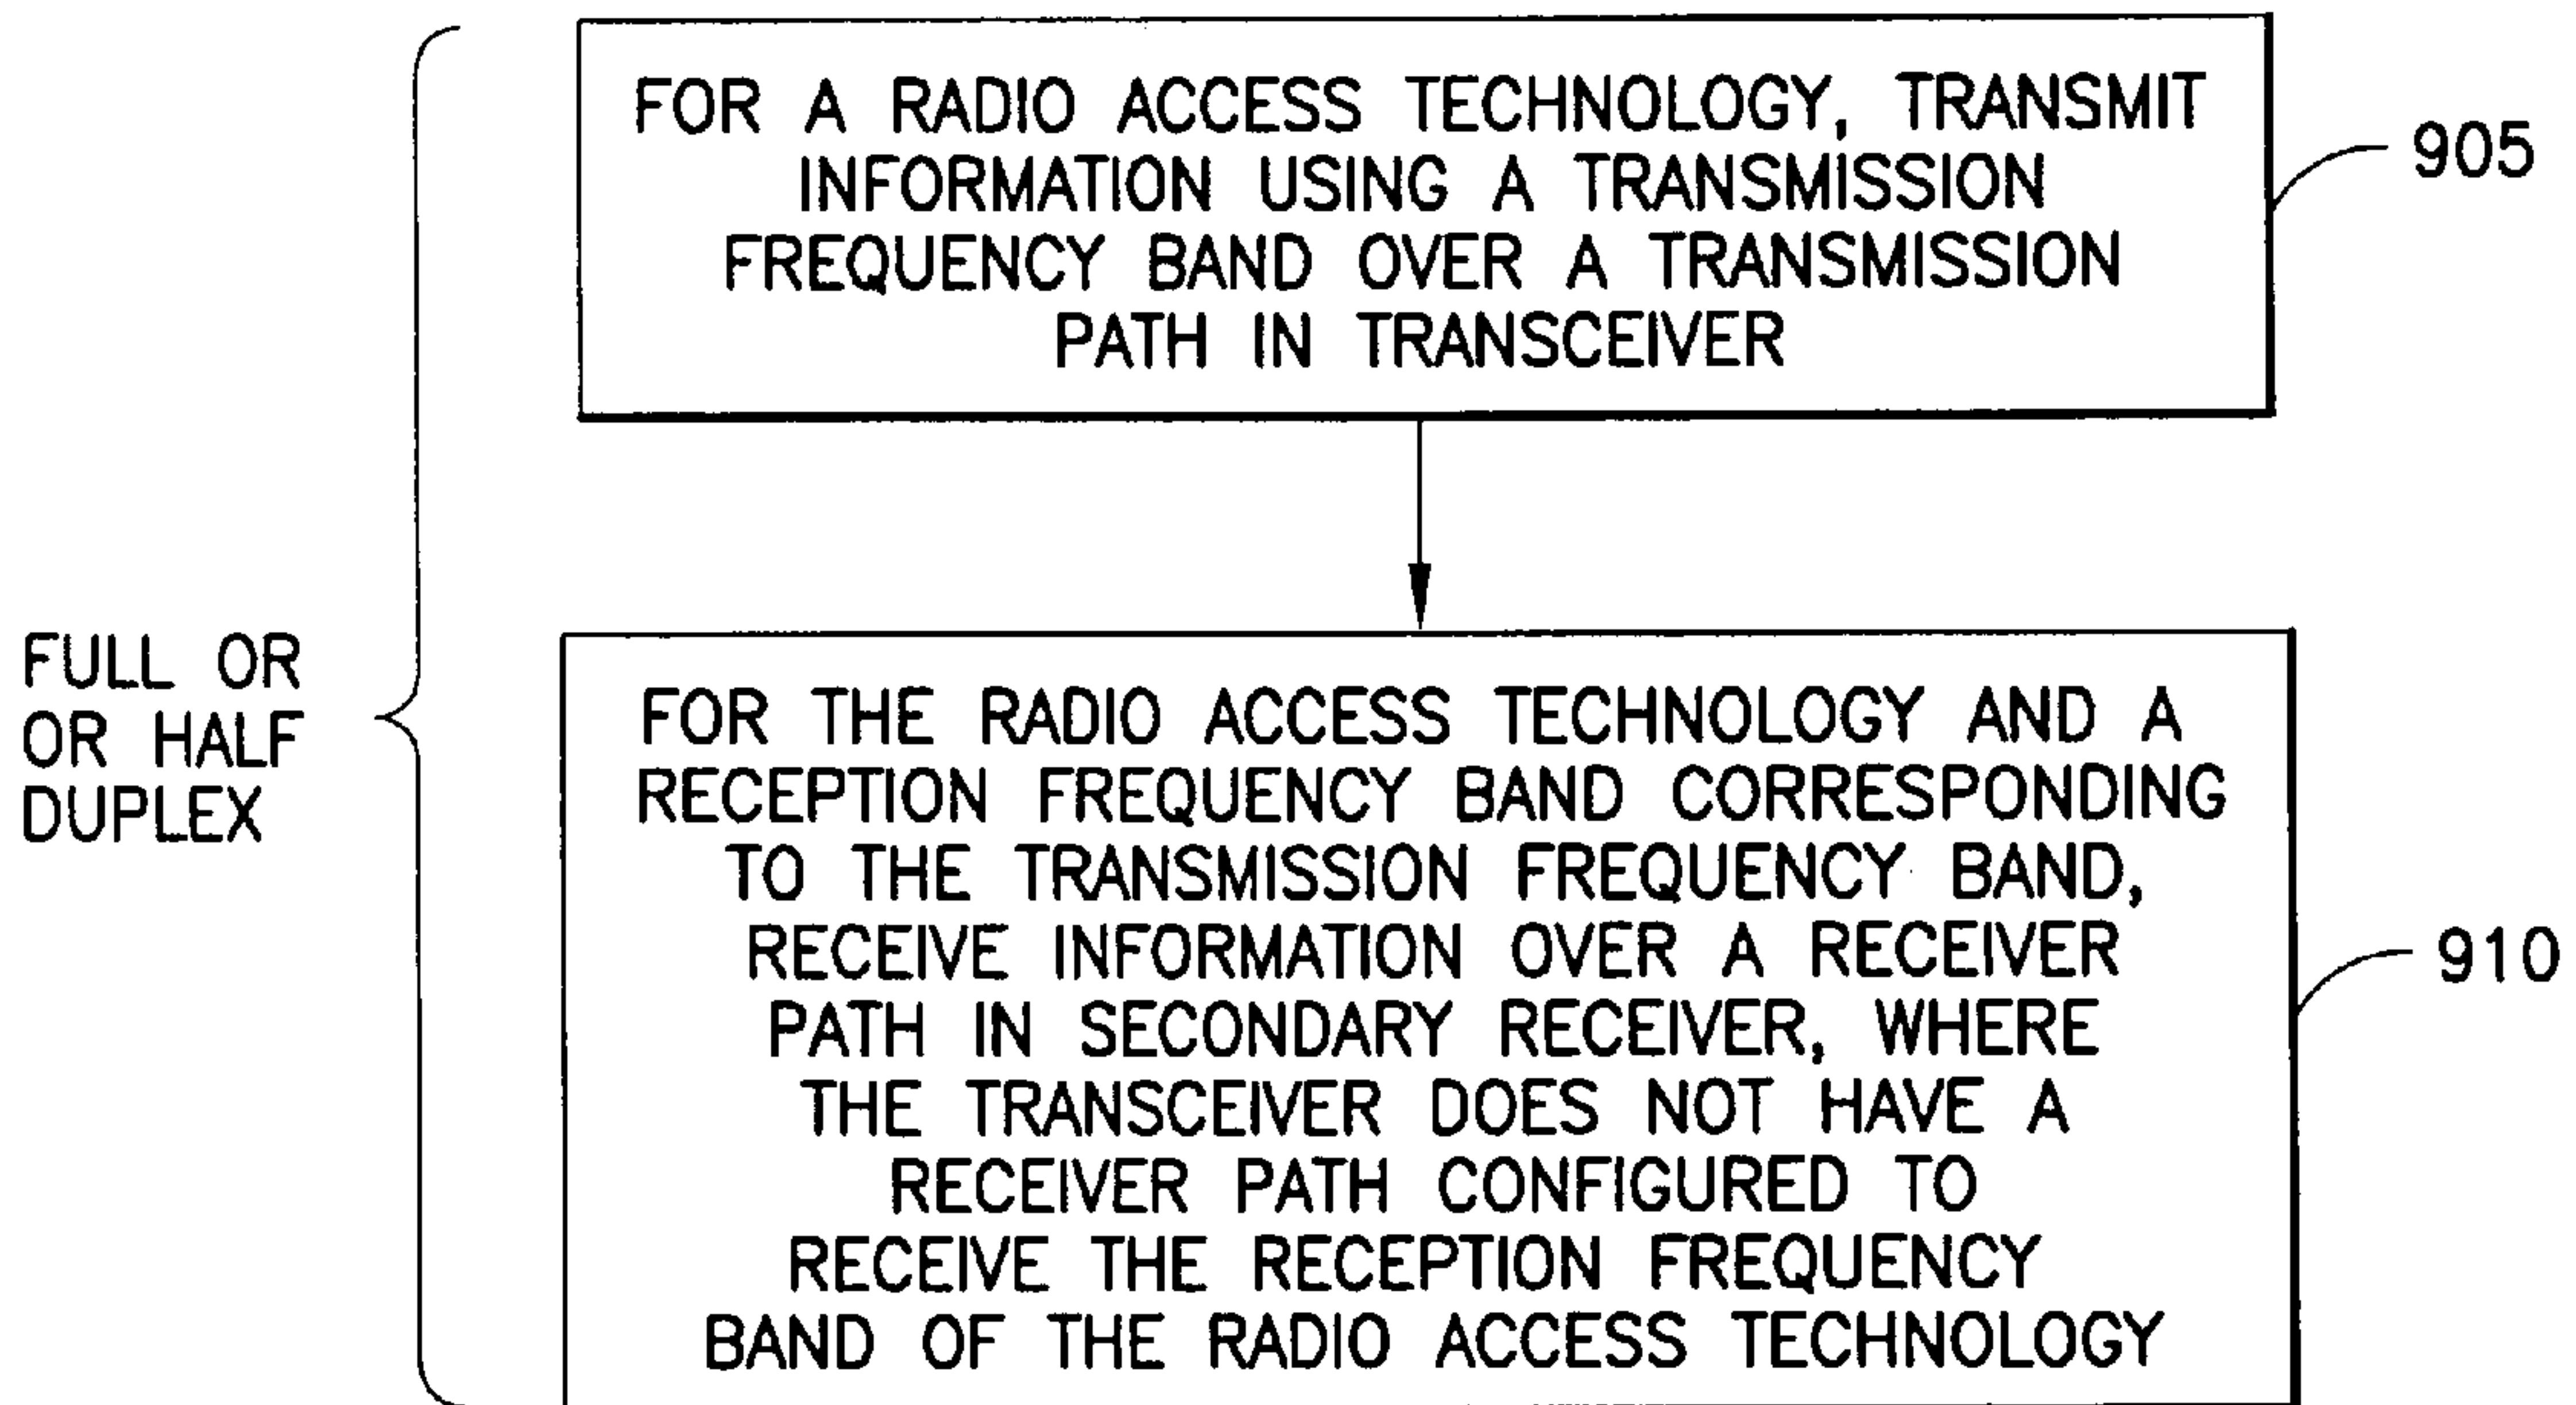 FOR A RADIO ACCESS TECHNOLOGY, TRANSMIT
INFORMATION USING A TRANSMISSION
FREQUENCY BAND OVER A TRANSMISSION
PATH IN TRANSCEIVER
905
FULL OR
OR HALF
DUPLEX
FOR THE RADIO ACCESS TECHNOLOGY AND A
RECEPTION FREQUENCY BAND CORRESPONDING
TO THE TRANSMISSION FREQUENCY BAND,
RECEIVE INFORMATION OVER A RECEIVER
PATH IN SECONDARY RECEIVER, WHERE
THE TRANSCEIVER DOES NOT HAVE A
RECEIVER PATH CONFIGURED TO
RECEIVE THE RECEPTION FREQUENCY
BAND OF THE RADIO ACCESS TECHNOLOGY
910